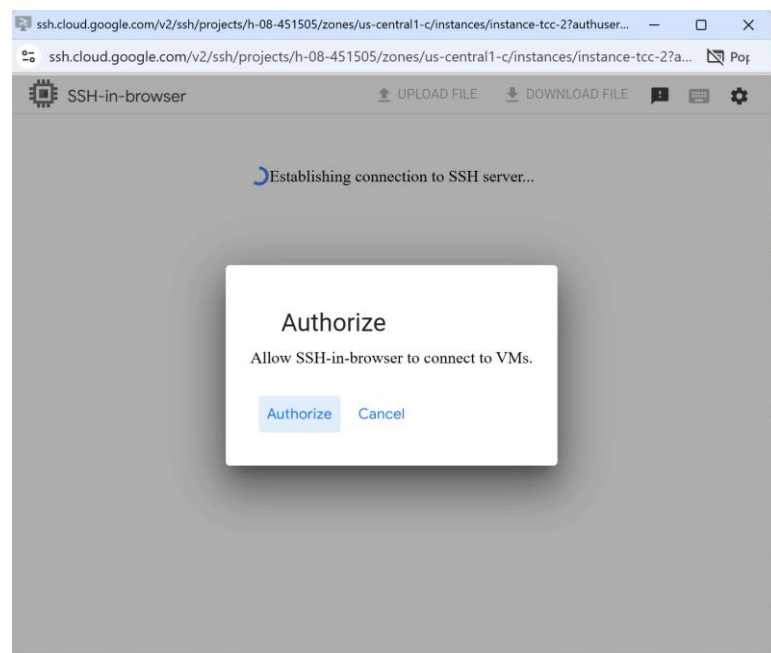 ssh.cloud.google.com/v2/ssh/projects/h-08-451505/zones/us-central1-c/instances/instance-tcc-2?authuser...
ssh.cloud.google.com/v2/ssh/projects/h-08-451505/zones/us-central1-c/instances/instance-tcc-2?a... Pop
SSH-in-browser UPLOAD FILE DOWNLOAD FILE
Establishing connection to SSH server...
Authorize
Allow SSH-in-browser to connect to VMs.
Authorize Cancel